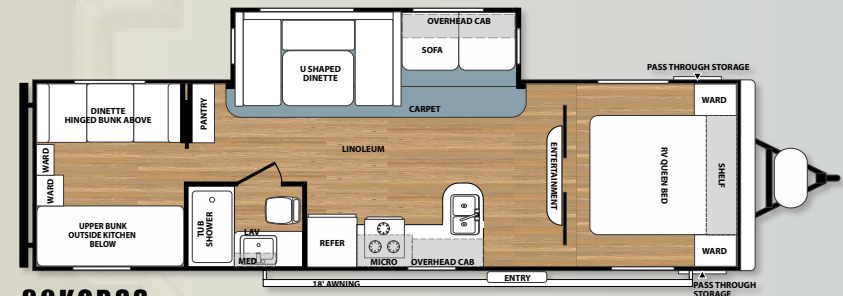 OVERHEAD CAB
SOFA
U SHAPED
DINETTE
PASS THROUGH STORAGE
WARD
DINETTE
HINGED BUNK ABOVE
PANTRY
CARPET
LINOLEUM
ENTERTAINMENT
RV QUEEN BED
SHELF
WARD
WARD
UPPER BUNK
OUTSIDE KITCHEN
BELOW
TUB
SHOWER
LAV
MED
REFER
MICRO
OVERHEAD CAB
WARD
ENTRY
18' AWNING
PASS THROUGH
STORAGE